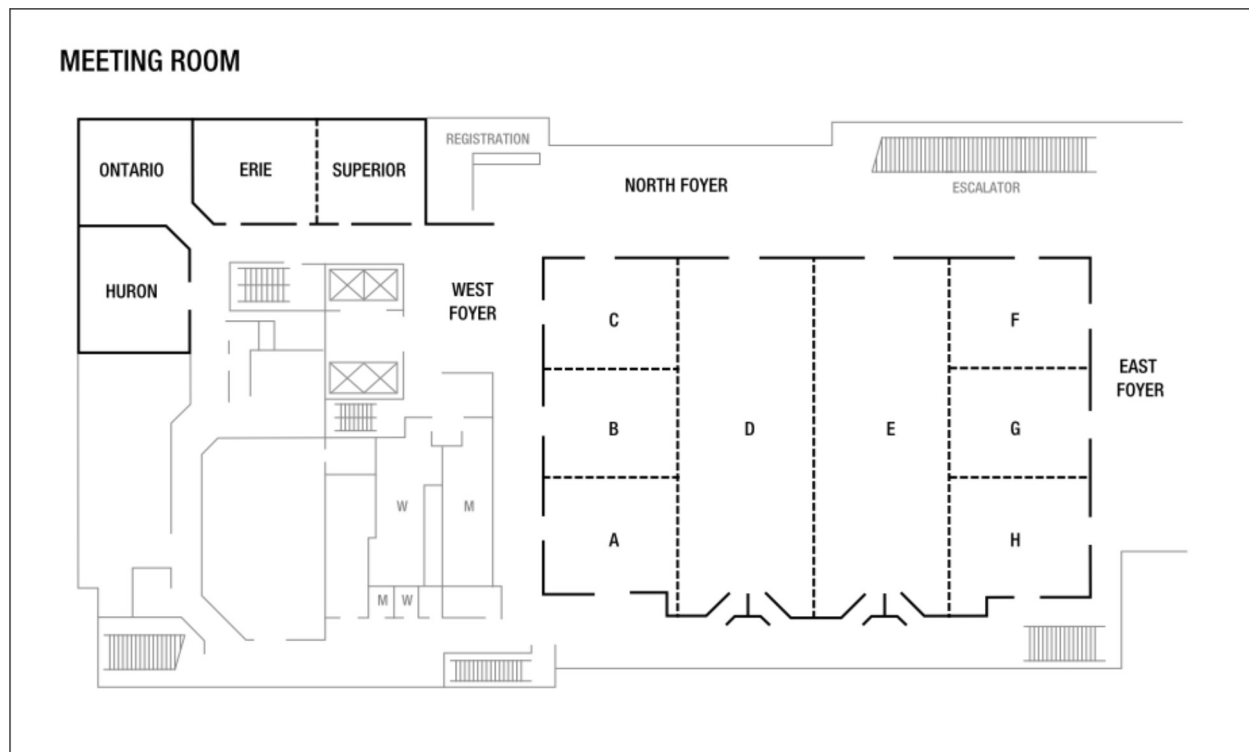 MEETING ROOM
REGISTRATION
ONTARIO
ERIE
SUPERIOR
NORTH FOYER
ESCALATOR
HURON
WEST
FOYER
C
F
EAST
FOYER
B
D
E
G
W
M
A
H
M
W